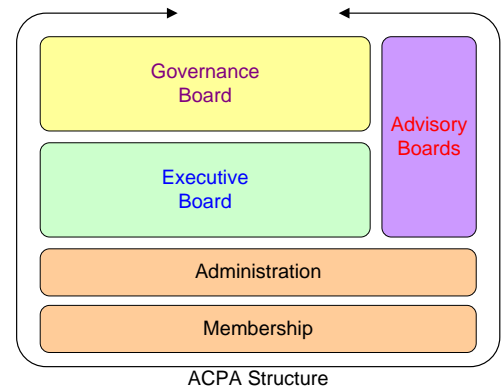 Governance
Board
Advisory
Boards
Executive
Board
Administration
Membership
ACPA Structure